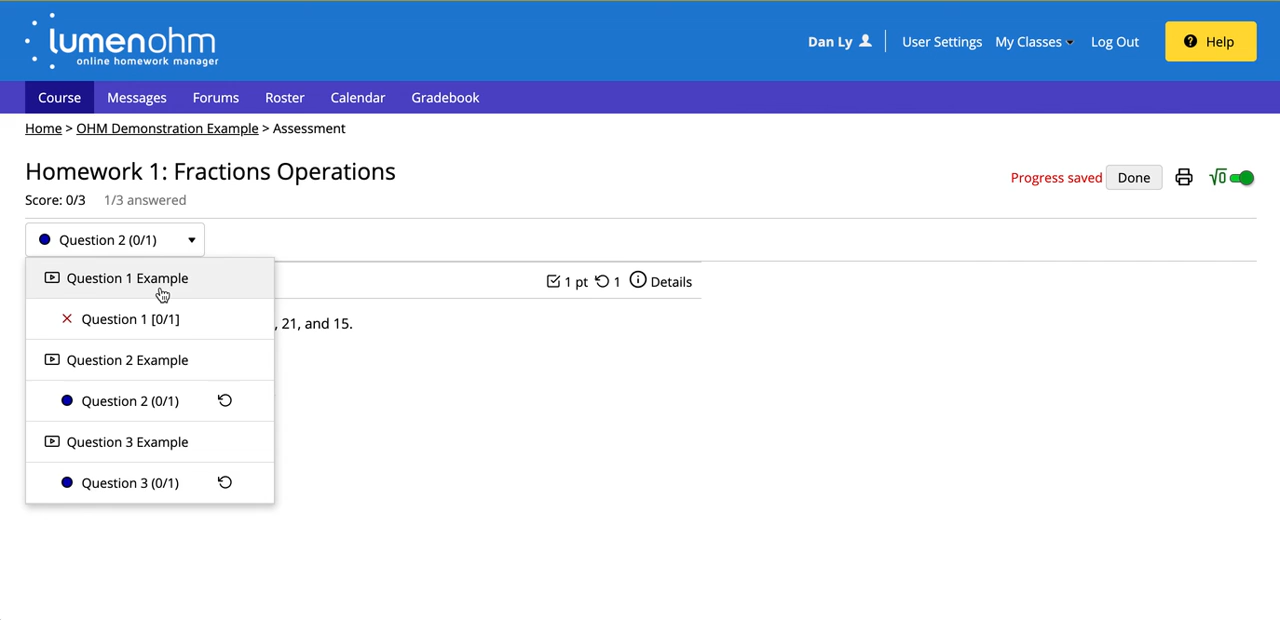 lumenohm
online homework manager
Dan Ly User Settings My Classes Log Out ? Help
Course Messages Forums Roster Calendar Gradebook
Home > OHM Demonstration Example > Assessment
Homework 1: Fractions Operations
Progress saved Done √0
Score: 0/3 1/3 answered
Question 2 (0/1)
Question 1 Example
1 pt 1 Details
Question 1 [0/1]
, 21, and 15.
Question 2 Example
Question 2 (0/1)
Question 3 Example
Question 3 (0/1)